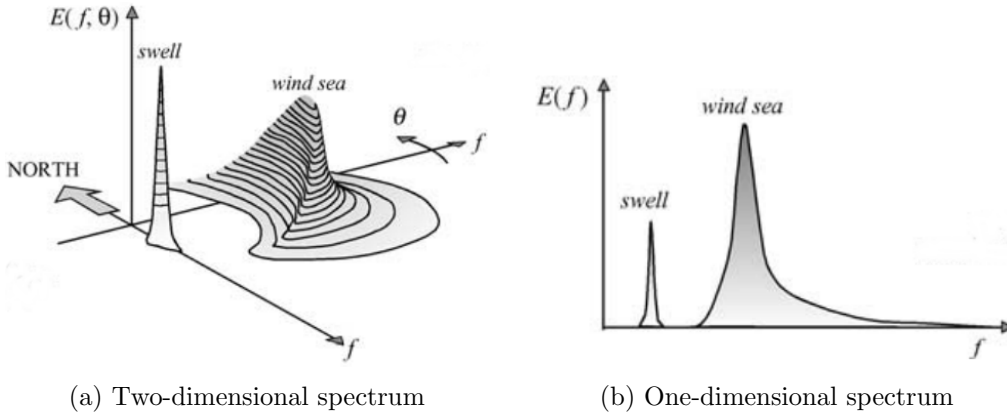 E(f, θ)
swell
wind sea
θ
f
NORTH
f
(a) Two-dimensional spectrum
E(f)
wind sea
swell
f
(b) One-dimensional spectrum